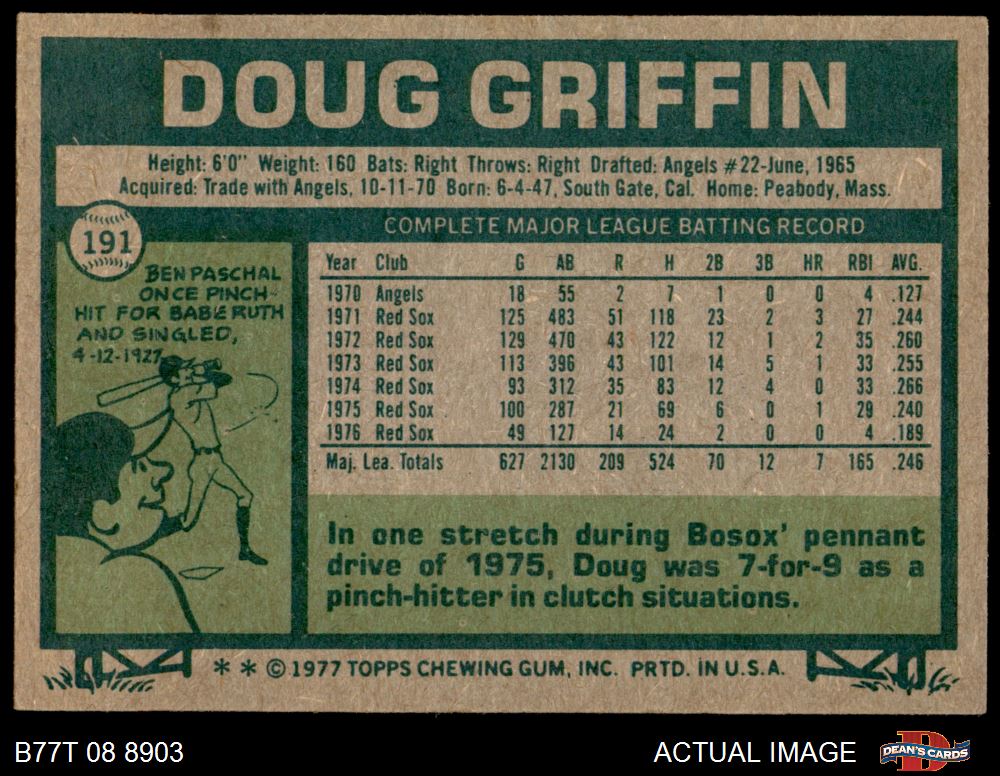 DOUG GRIFFIN
Height: 6'0" Weight: 160 Bats: Right Throws: Right Drafted: Angels #22-June, 1965
Acquired: Trade with Angels, 10-11-70 Born: 6-4-47, South Gate, Cal. Home: Peabody, Mass.
191
BEN PASCHAL
ONCE PINCH-
HIT FOR BABE RUTH
AND SINGLED,
4-12-1927
COMPLETE MAJOR LEAGUE BATTING RECORD
Year Club G AB R H 2B 3B HR RBI AVG.
1970 Angels 18 55 2 7 1 0 0 4 .127
1971 Red Sox 125 483 51 118 23 2 3 27 .244
1972 Red Sox 129 470 43 122 12 1 2 35 .260
1973 Red Sox 113 396 43 101 14 5 1 33 .255
1974 Red Sox 93 312 35 83 12 4 0 33 .266
1975 Red Sox 100 287 21 69 6 0 1 29 .240
1976 Red Sox 49 127 14 24 2 0 0 4 .189
Maj. Lea. Totals 627 2130 209 524 70 12 7 165 .246
In one stretch during Bosox' pennant
drive of 1975, Doug was 7-for-9 as a
pinch-hitter in clutch situations.
* * © 1977 TOPPS CHEWING GUM, INC. PRTD. IN U.S.A.
B77T 08 8903
ACTUAL IMAGE
D
DEAN'S CARDS